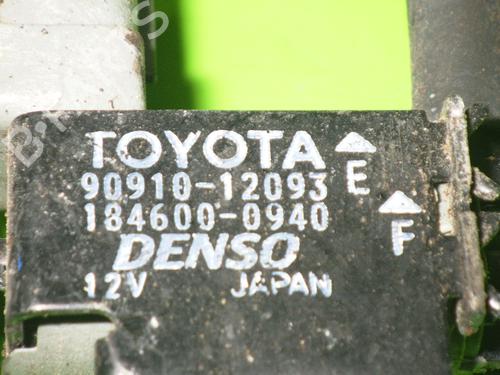 TOYOTA
90910-12093
184600-0940
DENSO
12V JAPAN
E
F